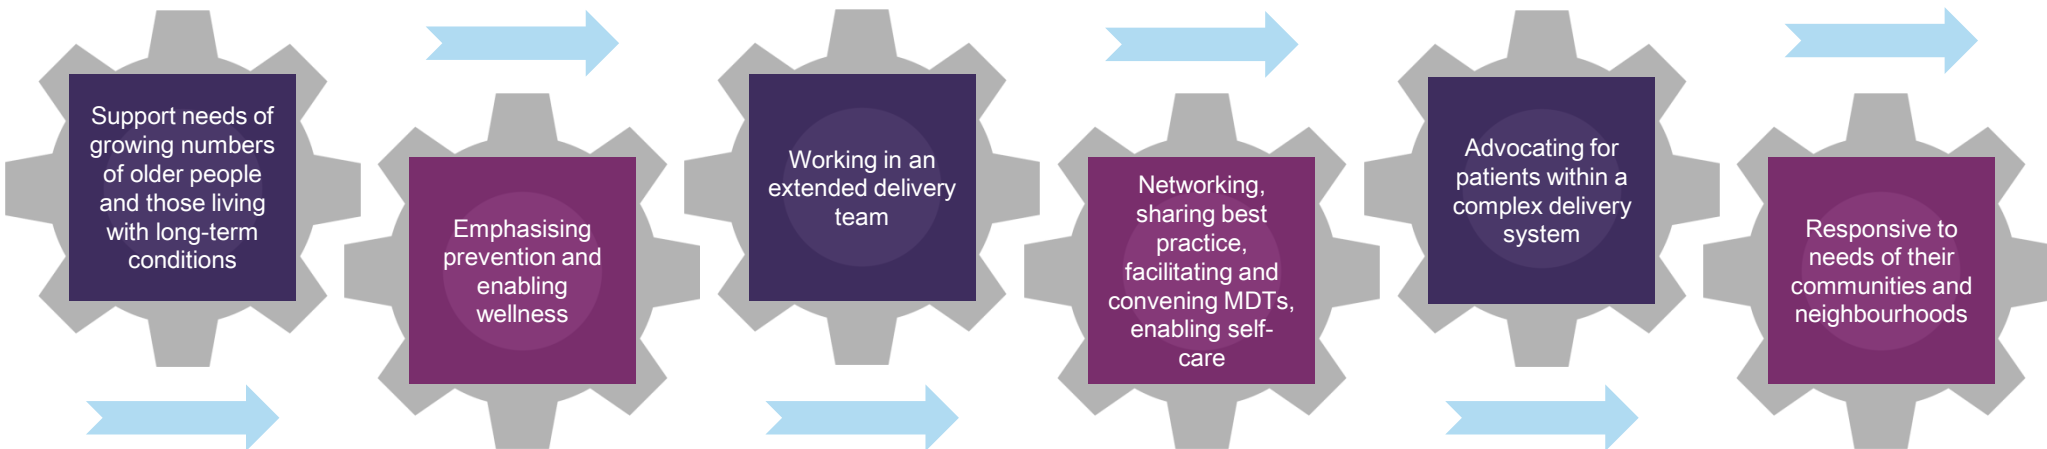 Support needs of
growing numbers
of older people
and those living
with long-term
conditions
Emphasising
prevention and
enabling
wellness
Working in an
extended delivery
team
Networking,
sharing best
practice,
facilitating and
convening MDTs,
enabling self-
care
Advocating for
patients within a
complex delivery
system
Responsive to
needs of their
communities and
neighbourhoods